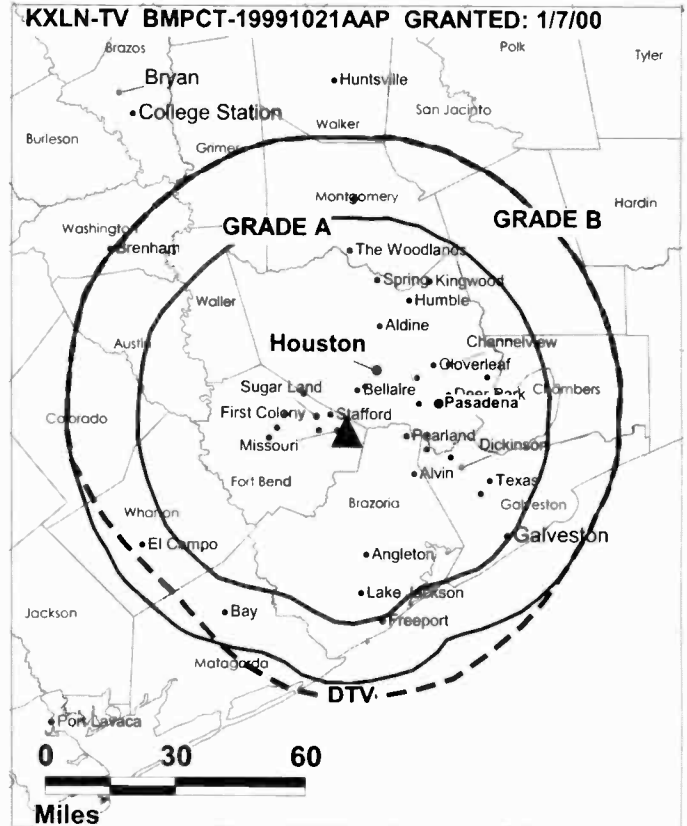 KXLN-TV BMPCT-19991021AAP GRANTED: 1/7/00
Brazos
Polk
Tyler
Bryan
Huntsville
College Station
San Jacinto
Walker
Burleson
Grimes
Montgomery
Hardin
Washington
GRADE A
GRADE B
Brenham
The Woodlands
Spring
Kingwood
Waller
Humble
Aldine
Austin
Channelview
Houston
Cloverleaf
Sugar Land
Bellaire
Deer Park
Chambers
Pasadena
Colorado
First Colony
Stafford
Pearland
Missouri
Dickinson
Alvin
Fort Bend
Texas
Brazoria
Wharton
Galveston
El Campo
Galveston
Angleton
Lake Jackson
Bay
Freeport
Jackson
Matagorda
DTV
Port Lavaca
0 30 60
Miles